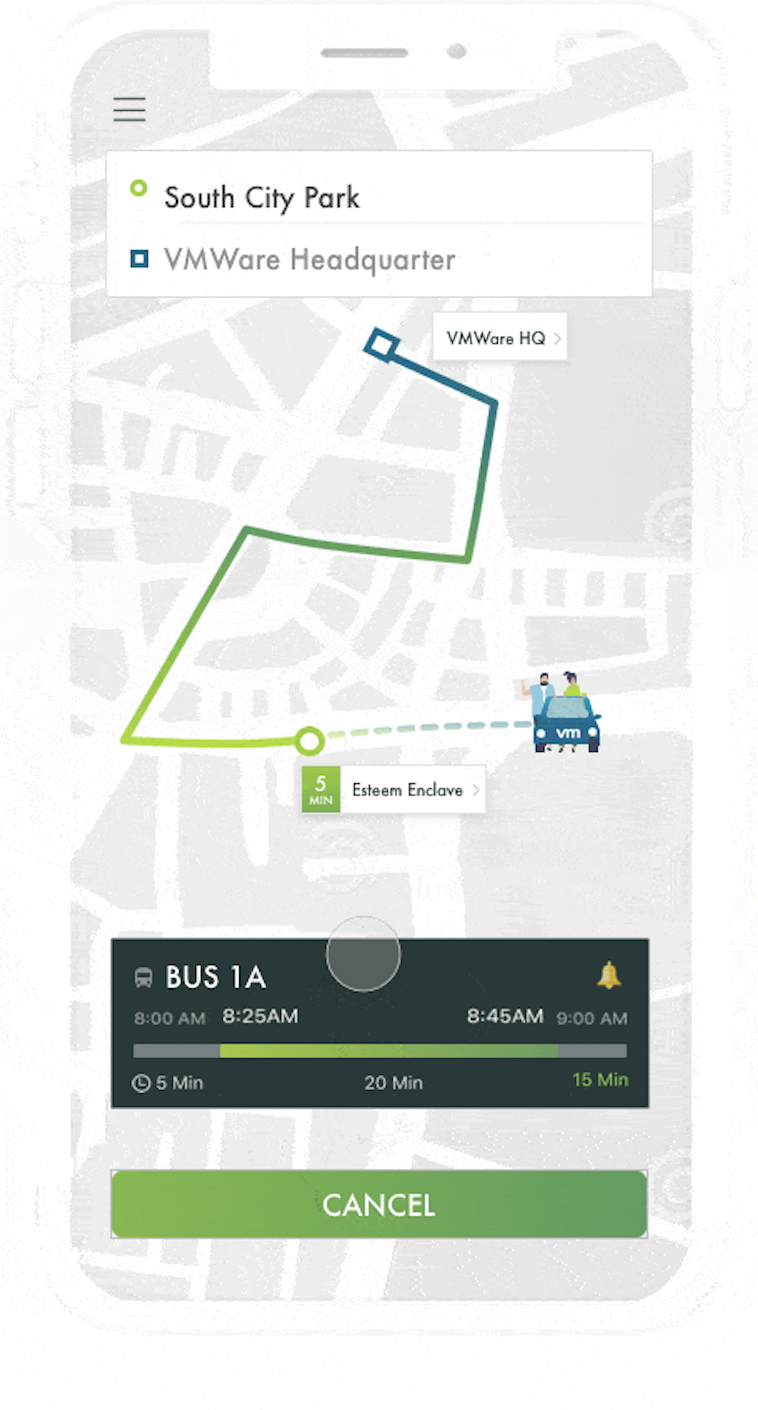 South City Park
VMWare Headquarter
VMWare HQ
vm
5
MIN
Esteem Enclave
BUS 1A
8:00 AM 8:25AM 8:45AM 9:00 AM
5 Min 20 Min 15 Min
CANCEL